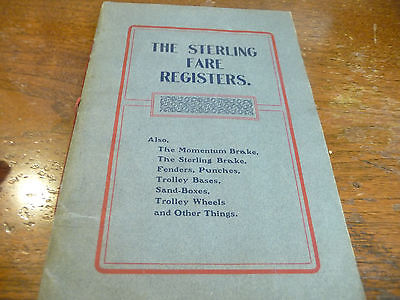 THE STERLING
FARE
REGISTERS.
Also,
The Momentum Brake,
The Sterling Brake,
Fenders, Punches,
Trolley Bases,
Sand-Boxes,
Trolley Wheels
and Other Things.